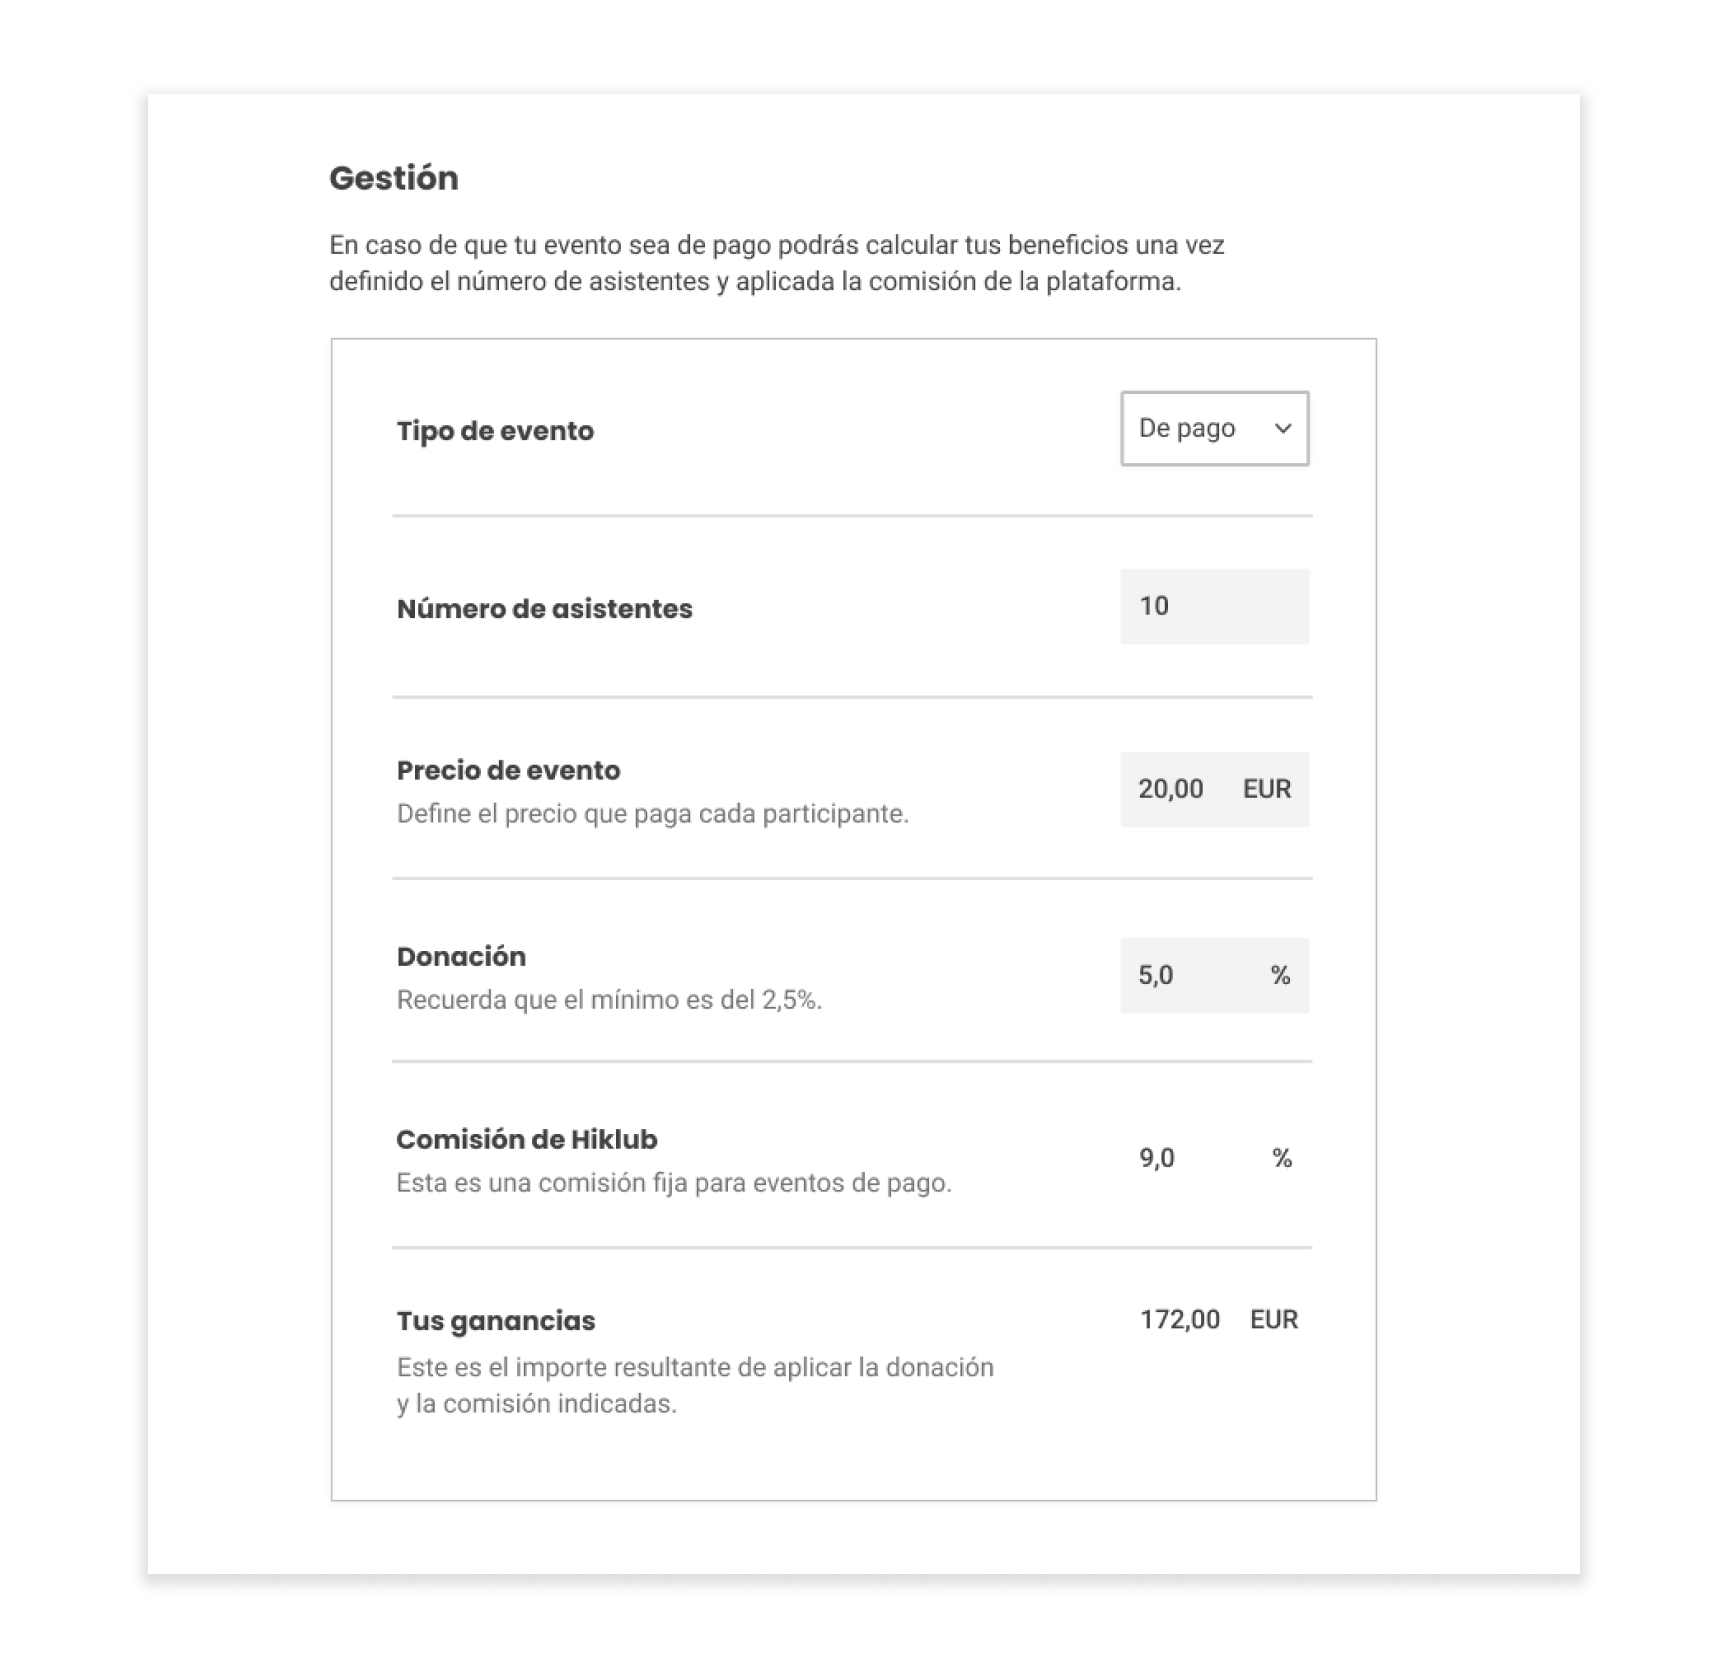 Gestión
En caso de que tu evento sea de pago podrás calcular tus beneficios una vez
definido el número de asistentes y aplicada la comisión de la plataforma.
Tipo de evento
De pago
Número de asistentes
10
Precio de evento
Define el precio que paga cada participante.
20,00 EUR
Donación
Recuerda que el mínimo es del 2,5%.
5,0 %
Comisión de Hiklub
Esta es una comisión fija para eventos de pago.
9,0 %
Tus ganancias
172,00 EUR
Este es el importe resultante de aplicar la donación
y la comisión indicadas.